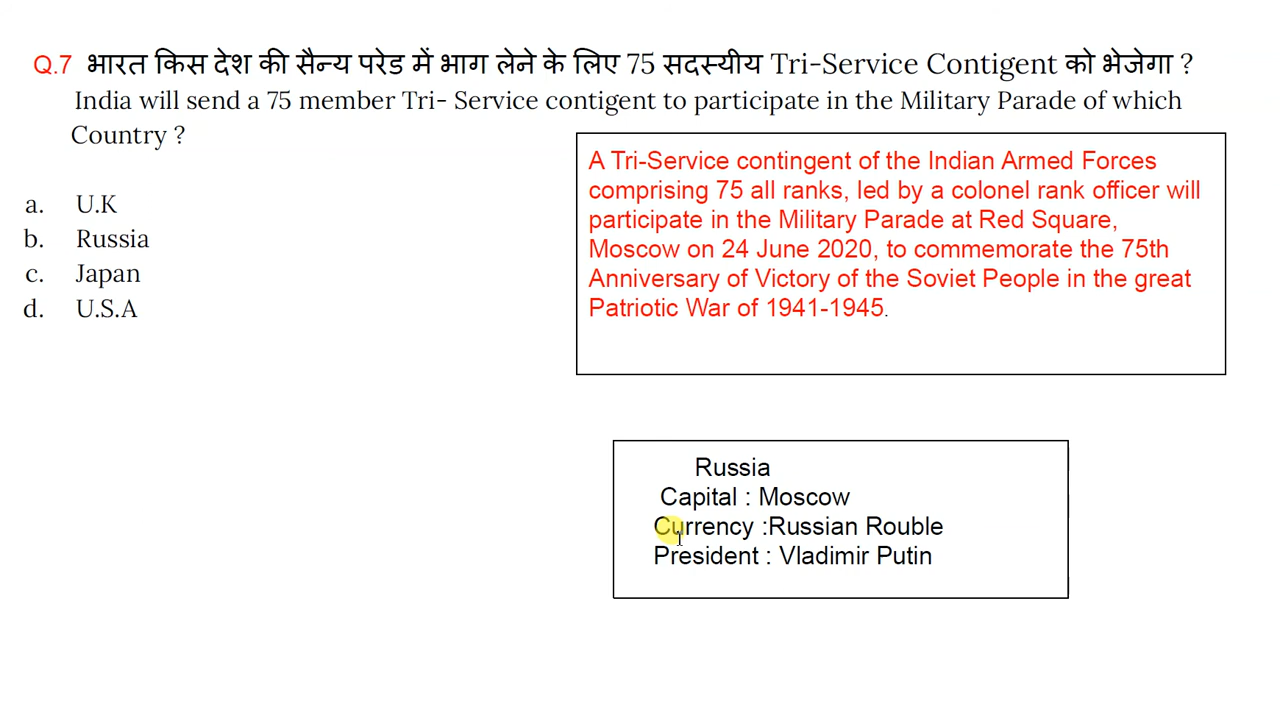 Q.7 भारत किस देश की सैन्य परेड में भाग लेने के लिए 75 सदस्यीय Tri-Service Contigent को भेजेगा ?
India will send a 75 member Tri- Service contigent to participate in the Military Parade of which
Country ?
a. U.K
b. Russia
c. Japan
d. U.S.A
A Tri-Service contingent of the Indian Armed Forces
comprising 75 all ranks, led by a colonel rank officer will
participate in the Military Parade at Red Square,
Moscow on 24 June 2020, to commemorate the 75th
Anniversary of Victory of the Soviet People in the great
Patriotic War of 1941-1945.
Russia
Capital : Moscow
Currency :Russian Rouble
President : Vladimir Putin